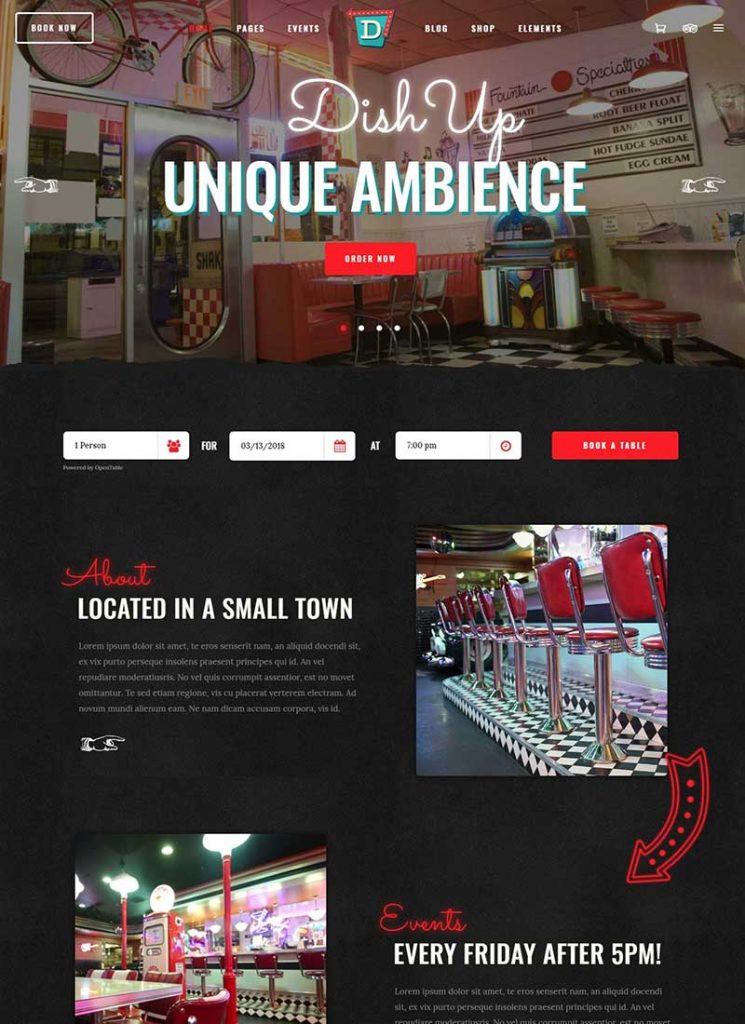 BOOK NOW
HOME
PAGES
EVENTS
D
BLOG
SHOP
ELEMENTS
EXIT
Fountain Specialties
ROOT BEER FLOAT
BANANA SPLIT
HOT FUDGE SUNDAE
EGG CREAM
Dish Up
UNIQUE AMBIENCE
SHAK
ORDER NOW
1 Person
FOR
03/13/2018
AT
7:00 pm
BOOK A TABLE
Powered by OpenTable
About
LOCATED IN A SMALL TOWN
Lorem ipsum dolor sit amet, te eros senserit nam, an aliquid docendi sit,
ex vix purto perseque insolens praesent principes qui id. An vel
repudiare moderatiusris. No vel quis corrumpit assentior, est no movet
omittantur. Te sed etiam regione, vis cu placerat verterem electram. Ad
novum mundi alienum eam. Ne nam dicam accusam corpora, vis id.
Events
EVERY FRIDAY AFTER 5PM!
Lorem ipsum dolor sit amet, te eros senserit nam, an aliquid docendi
sit, ex vix purto perseque insolens praesent principes qui id. An vel
repudiare moderatiusris. No vel quis corrumpit assentior, est no movet